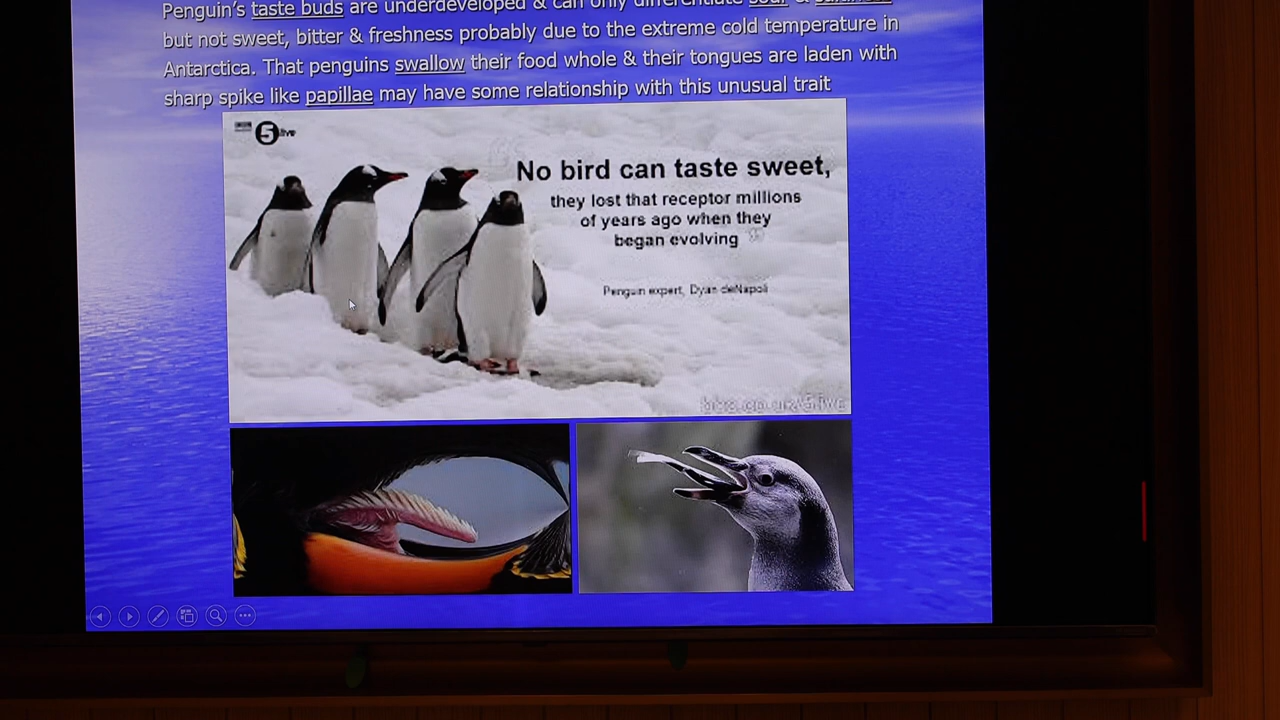 Penguin's taste buds are underdeveloped & can only differentiate sour &
but not sweet, bitter & freshness probably due to the extreme cold temperature in
Antarctica. That penguins swallow their food whole & their tongues are laden with
sharp spike like papillae may have some relationship with this unusual trait
5 live
No bird can taste sweet,
they lost that receptor millions
of years ago when they
began evolving
Penguin expert, Dyan deNapoli